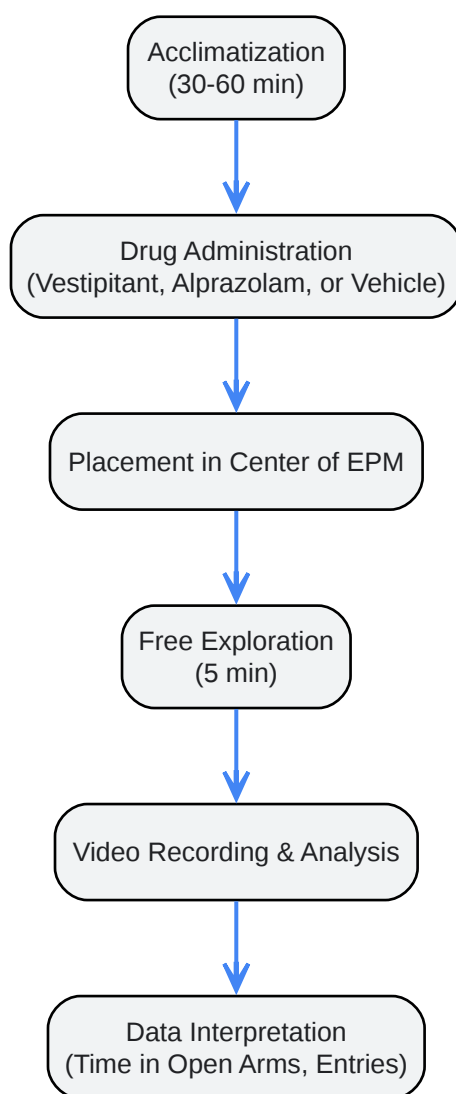 Acclimatization
(30-60 min)
Drug Administration
(Vestipitant, Alprazolam, or Vehicle)
Placement in Center of EPM
Free Exploration
(5 min)
Video Recording & Analysis
Data Interpretation
(Time in Open Arms, Entries)